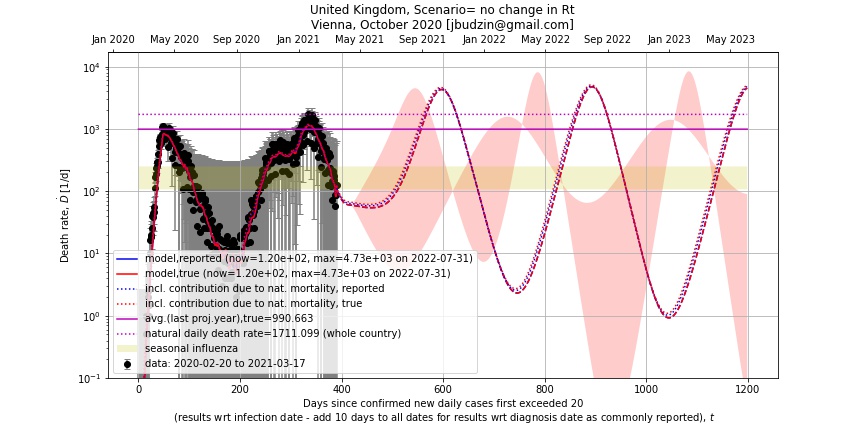 United Kingdom, Scenario= no change in Rt
Vienna, October 2020 [jbudzin@gmail.com]
Jan 2020 May 2020 Sep 2020 Jan 2021 May 2021 Sep 2021 Jan 2022 May 2022 Sep 2022 Jan 2023 May 2023
10⁴
10³
10²
10¹
10⁰
10⁻¹
Death rate, D [1/d]
model,reported (now=1.20e+02, max=4.73e+03 on 2022-07-31)
model,true (now=1.20e+02, max=4.73e+03 on 2022-07-31)
incl. contribution due to nat. mortality, reported
incl. contribution due to nat. mortality, true
avg.(last proj.year),true=990.663
natural daily death rate=1711.099 (whole country)
seasonal influenza
data: 2020-02-20 to 2021-03-17
0 200 400 600 800 1000 1200
Days since confirmed new daily cases first exceeded 20
(results wrt infection date - add 10 days to all dates for results wrt diagnosis date as commonly reported), t